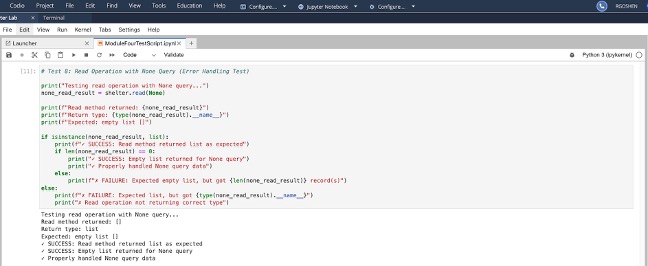 Codio Project File Edit Find View Tools Education Help Configure... Jupyter Notebook Configure... RGOSHEN
ter Lab Terminal
File Edit View Run Kernel Tabs Settings Help
Launcher ModuleFourTestScript.ipynb
Code Validate Python 3 (ipykernel)
[11]: # Test 8: Read Operation with None Query (Error Handling Test)
print("Testing read operation with None query...")
none_read_result = shelter.read(None)
print(f"Read method returned: {none_read_result}")
print(f"Return type: {type(none_read_result).__name__}")
print(f"Expected: empty list []")
if isinstance(none_read_result, list):
print(f"✓ SUCCESS: Read method returned list as expected")
if len(none_read_result) == 0:
print("✓ SUCCESS: Empty list returned for None query")
print("✓ Properly handled None query data")
else:
print(f"✗ FAILURE: Expected empty list, but got {len(none_read_result)} record(s)")
else:
print(f"✗ FAILURE: Expected list, but got {type(none_read_result).__name__}")
print("✗ Read operation not returning correct type")
Testing read operation with None query...
Read method returned: []
Return type: list
Expected: empty list []
✓ SUCCESS: Read method returned list as expected
✓ SUCCESS: Empty list returned for None query
✓ Properly handled None query data